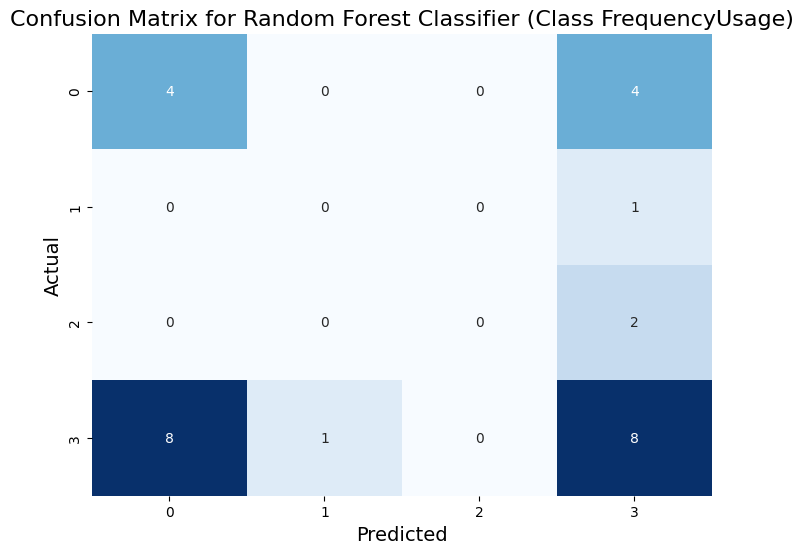 Confusion Matrix for Random Forest Classifier (Class FrequencyUsage)
0 4 0 0 4
1 0 0 0 1
2 0 0 0 2
3 8 1 0 8
Actual
0 1 2 3
Predicted